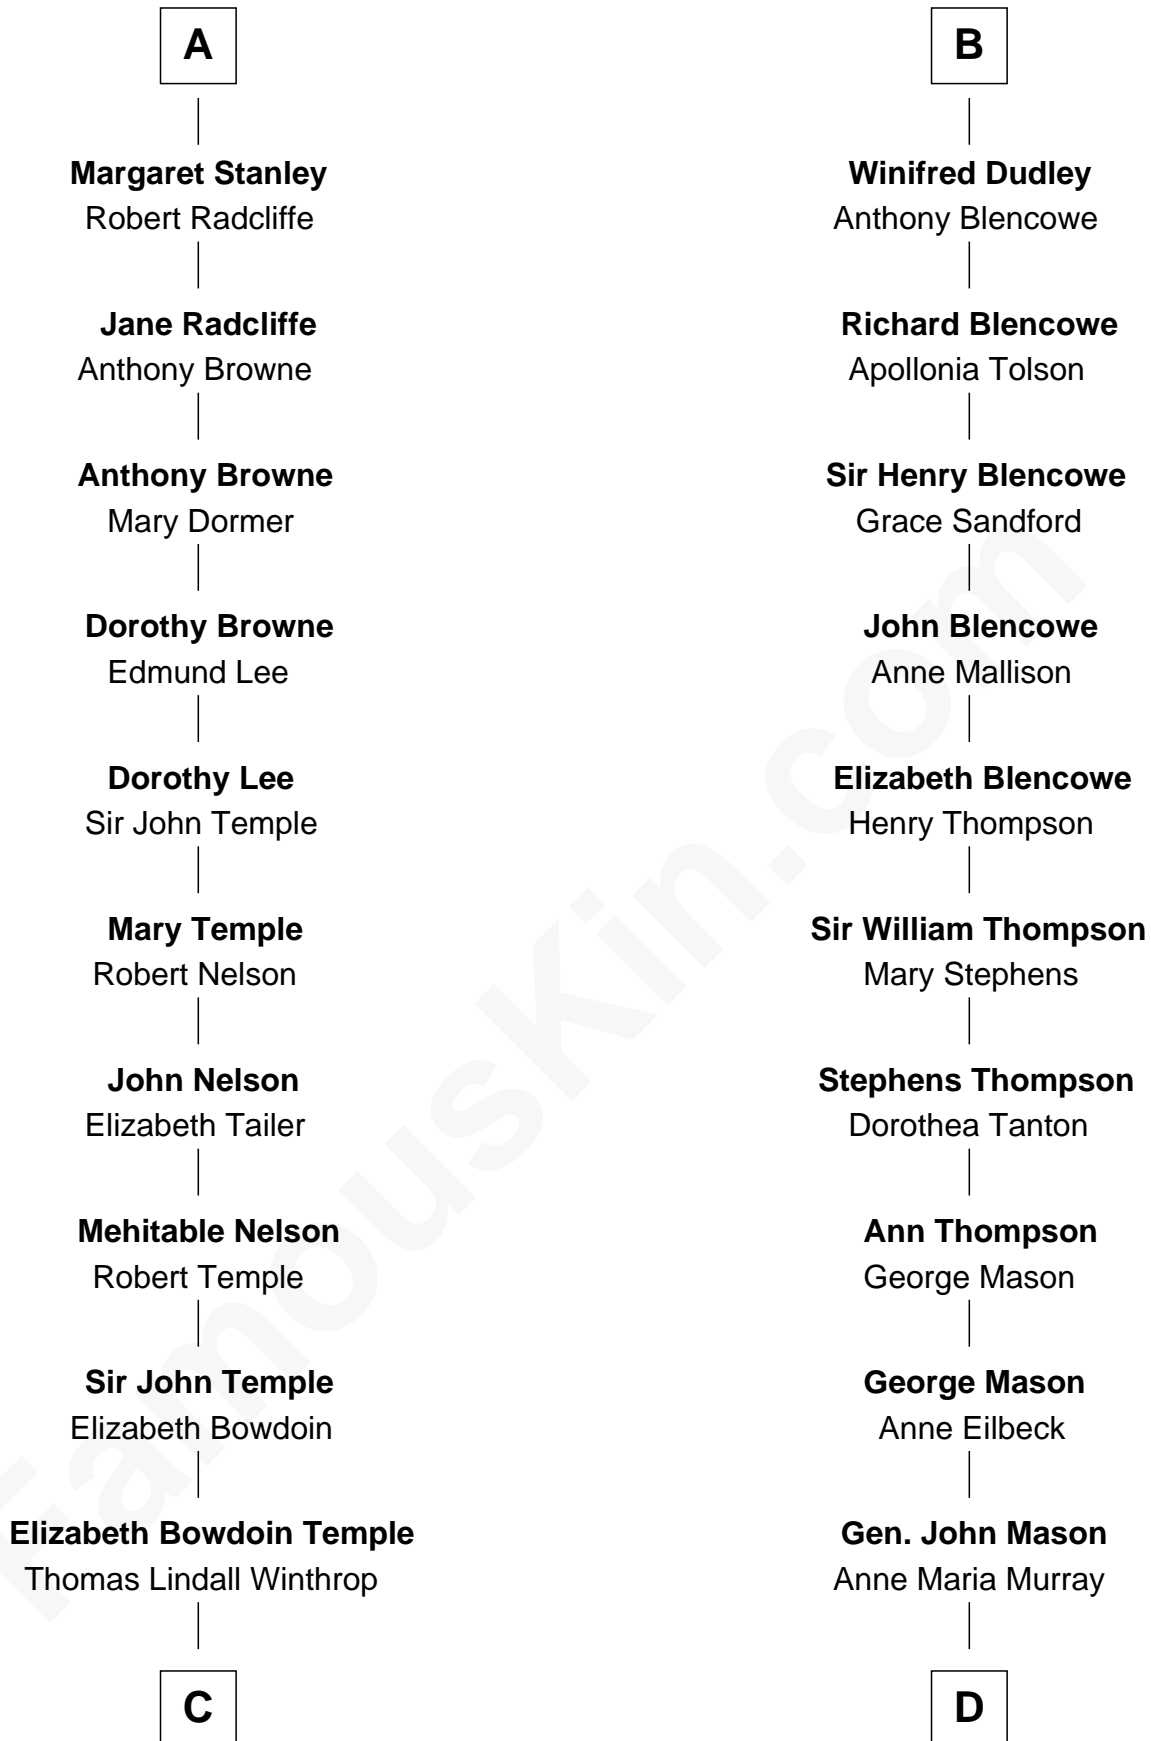 A
Margaret Stanley
Robert Radcliffe
Jane Radcliffe
Anthony Browne
Anthony Browne
Mary Dormer
Dorothy Browne
Edmund Lee
Dorothy Lee
Sir John Temple
Mary Temple
Robert Nelson
John Nelson
Elizabeth Tailer
Mehitable Nelson
Robert Temple
Sir John Temple
Elizabeth Bowdoin
Elizabeth Bowdoin Temple
Thomas Lindall Winthrop
C
B
Winifred Dudley
Anthony Blencowe
Richard Blencowe
Apollonia Tolson
Sir Henry Blencowe
Grace Sandford
John Blencowe
Anne Mallison
Elizabeth Blencowe
Henry Thompson
Sir William Thompson
Mary Stephens
Stephens Thompson
Dorothea Tanton
Ann Thompson
George Mason
George Mason
Anne Eilbeck
Gen. John Mason
Anne Maria Murray
D
FamousKin.com